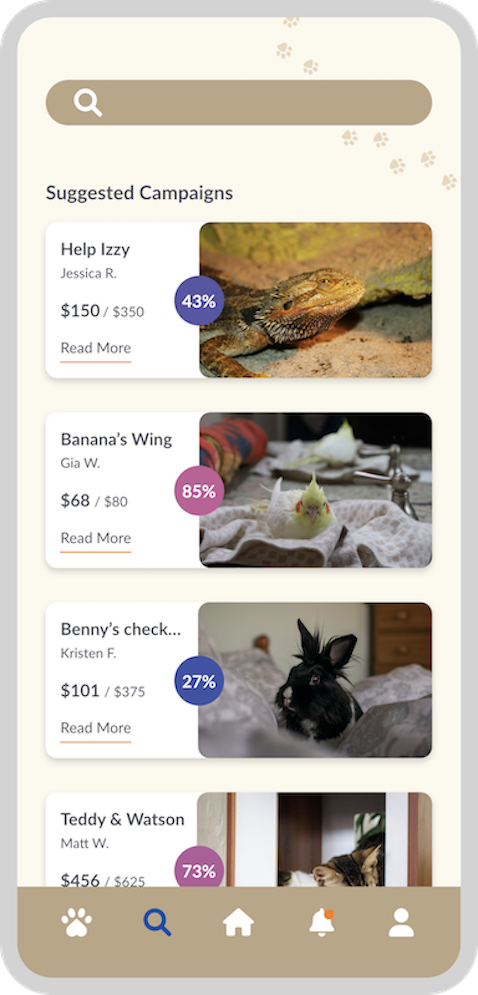 Suggested Campaigns
Help Izzy
Jessica R.
$150 / $350
43%
Read More
Banana’s Wing
Gia W.
$68 / $80
85%
Read More
Benny’s check...
Kristen F.
$101 / $375
27%
Read More
Teddy & Watson
Matt W.
$456 / $625
73%